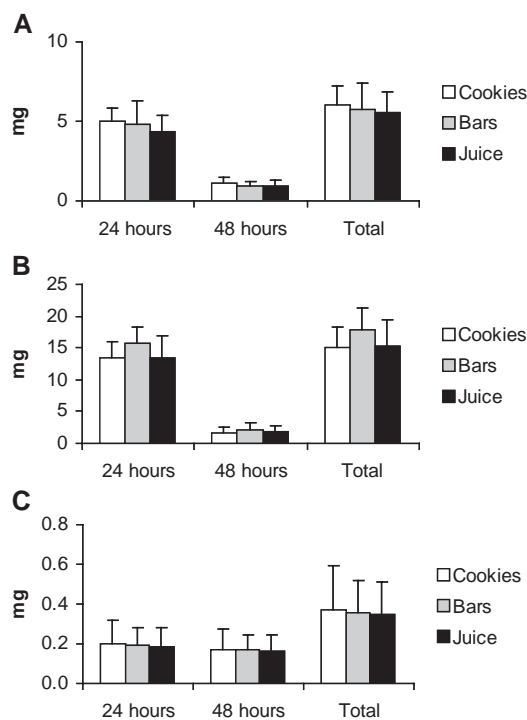 A
10
5
0
mg
24 hours 48 hours Total
Cookies
Bars
Juice
B
25
20
15
10
5
0
mg
24 hours 48 hours Total
Cookies
Bars
Juice
C
0.8
0.6
0.4
0.2
0.0
mg
24 hours 48 hours Total
Cookies
Bars
Juice